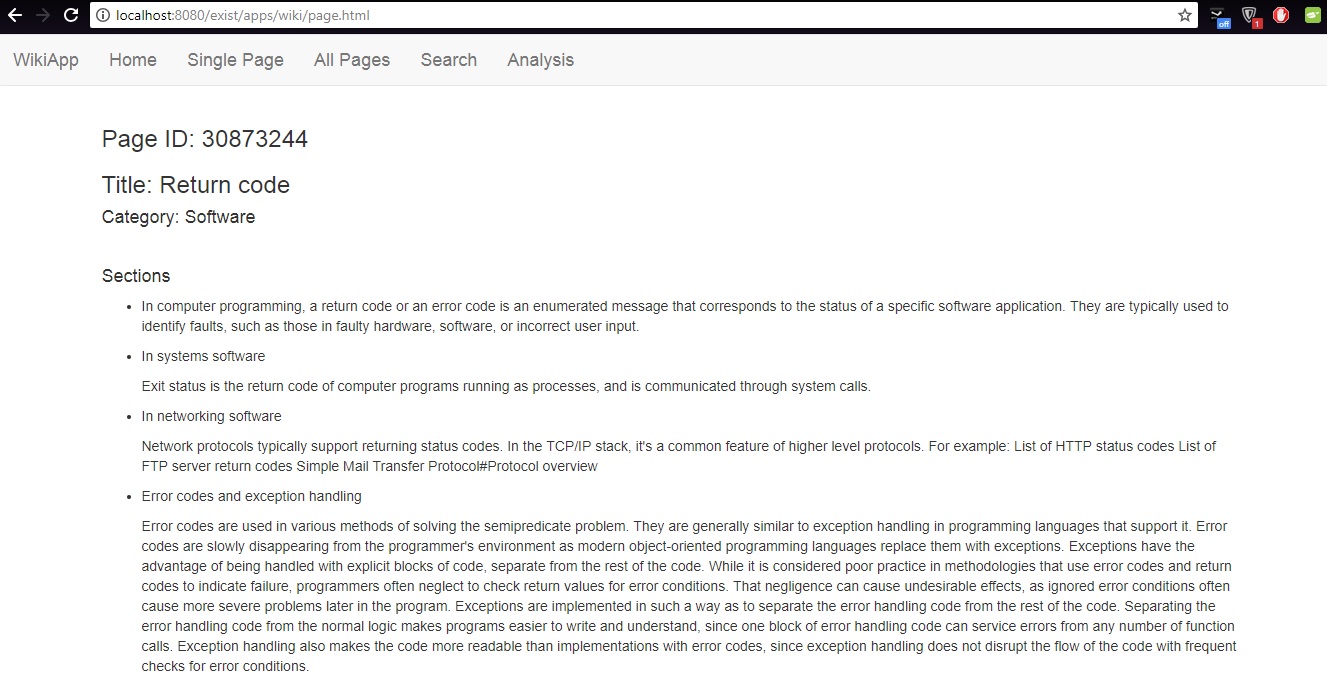 localhost:8080/exist/apps/wiki/page.html
off
1
WikiApp Home Single Page All Pages Search Analysis
Page ID: 30873244
Title: Return code
Category: Software
Sections
• In computer programming, a return code or an error code is an enumerated message that corresponds to the status of a specific software application. They are typically used to
identify faults, such as those in faulty hardware, software, or incorrect user input.
• In systems software
Exit status is the return code of computer programs running as processes, and is communicated through system calls.
• In networking software
Network protocols typically support returning status codes. In the TCP/IP stack, it's a common feature of higher level protocols. For example: List of HTTP status codes List of
FTP server return codes Simple Mail Transfer Protocol#Protocol overview
• Error codes and exception handling
Error codes are used in various methods of solving the semipredicate problem. They are generally similar to exception handling in programming languages that support it. Error
codes are slowly disappearing from the programmer's environment as modern object-oriented programming languages replace them with exceptions. Exceptions have the
advantage of being handled with explicit blocks of code, separate from the rest of the code. While it is considered poor practice in methodologies that use error codes and return
codes to indicate failure, programmers often neglect to check return values for error conditions. That negligence can cause undesirable effects, as ignored error conditions often
cause more severe problems later in the program. Exceptions are implemented in such a way as to separate the error handling code from the rest of the code. Separating the
error handling code from the normal logic makes programs easier to write and understand, since one block of error handling code can service errors from any number of function
calls. Exception handling also makes the code more readable than implementations with error codes, since exception handling does not disrupt the flow of the code with frequent
checks for error conditions.